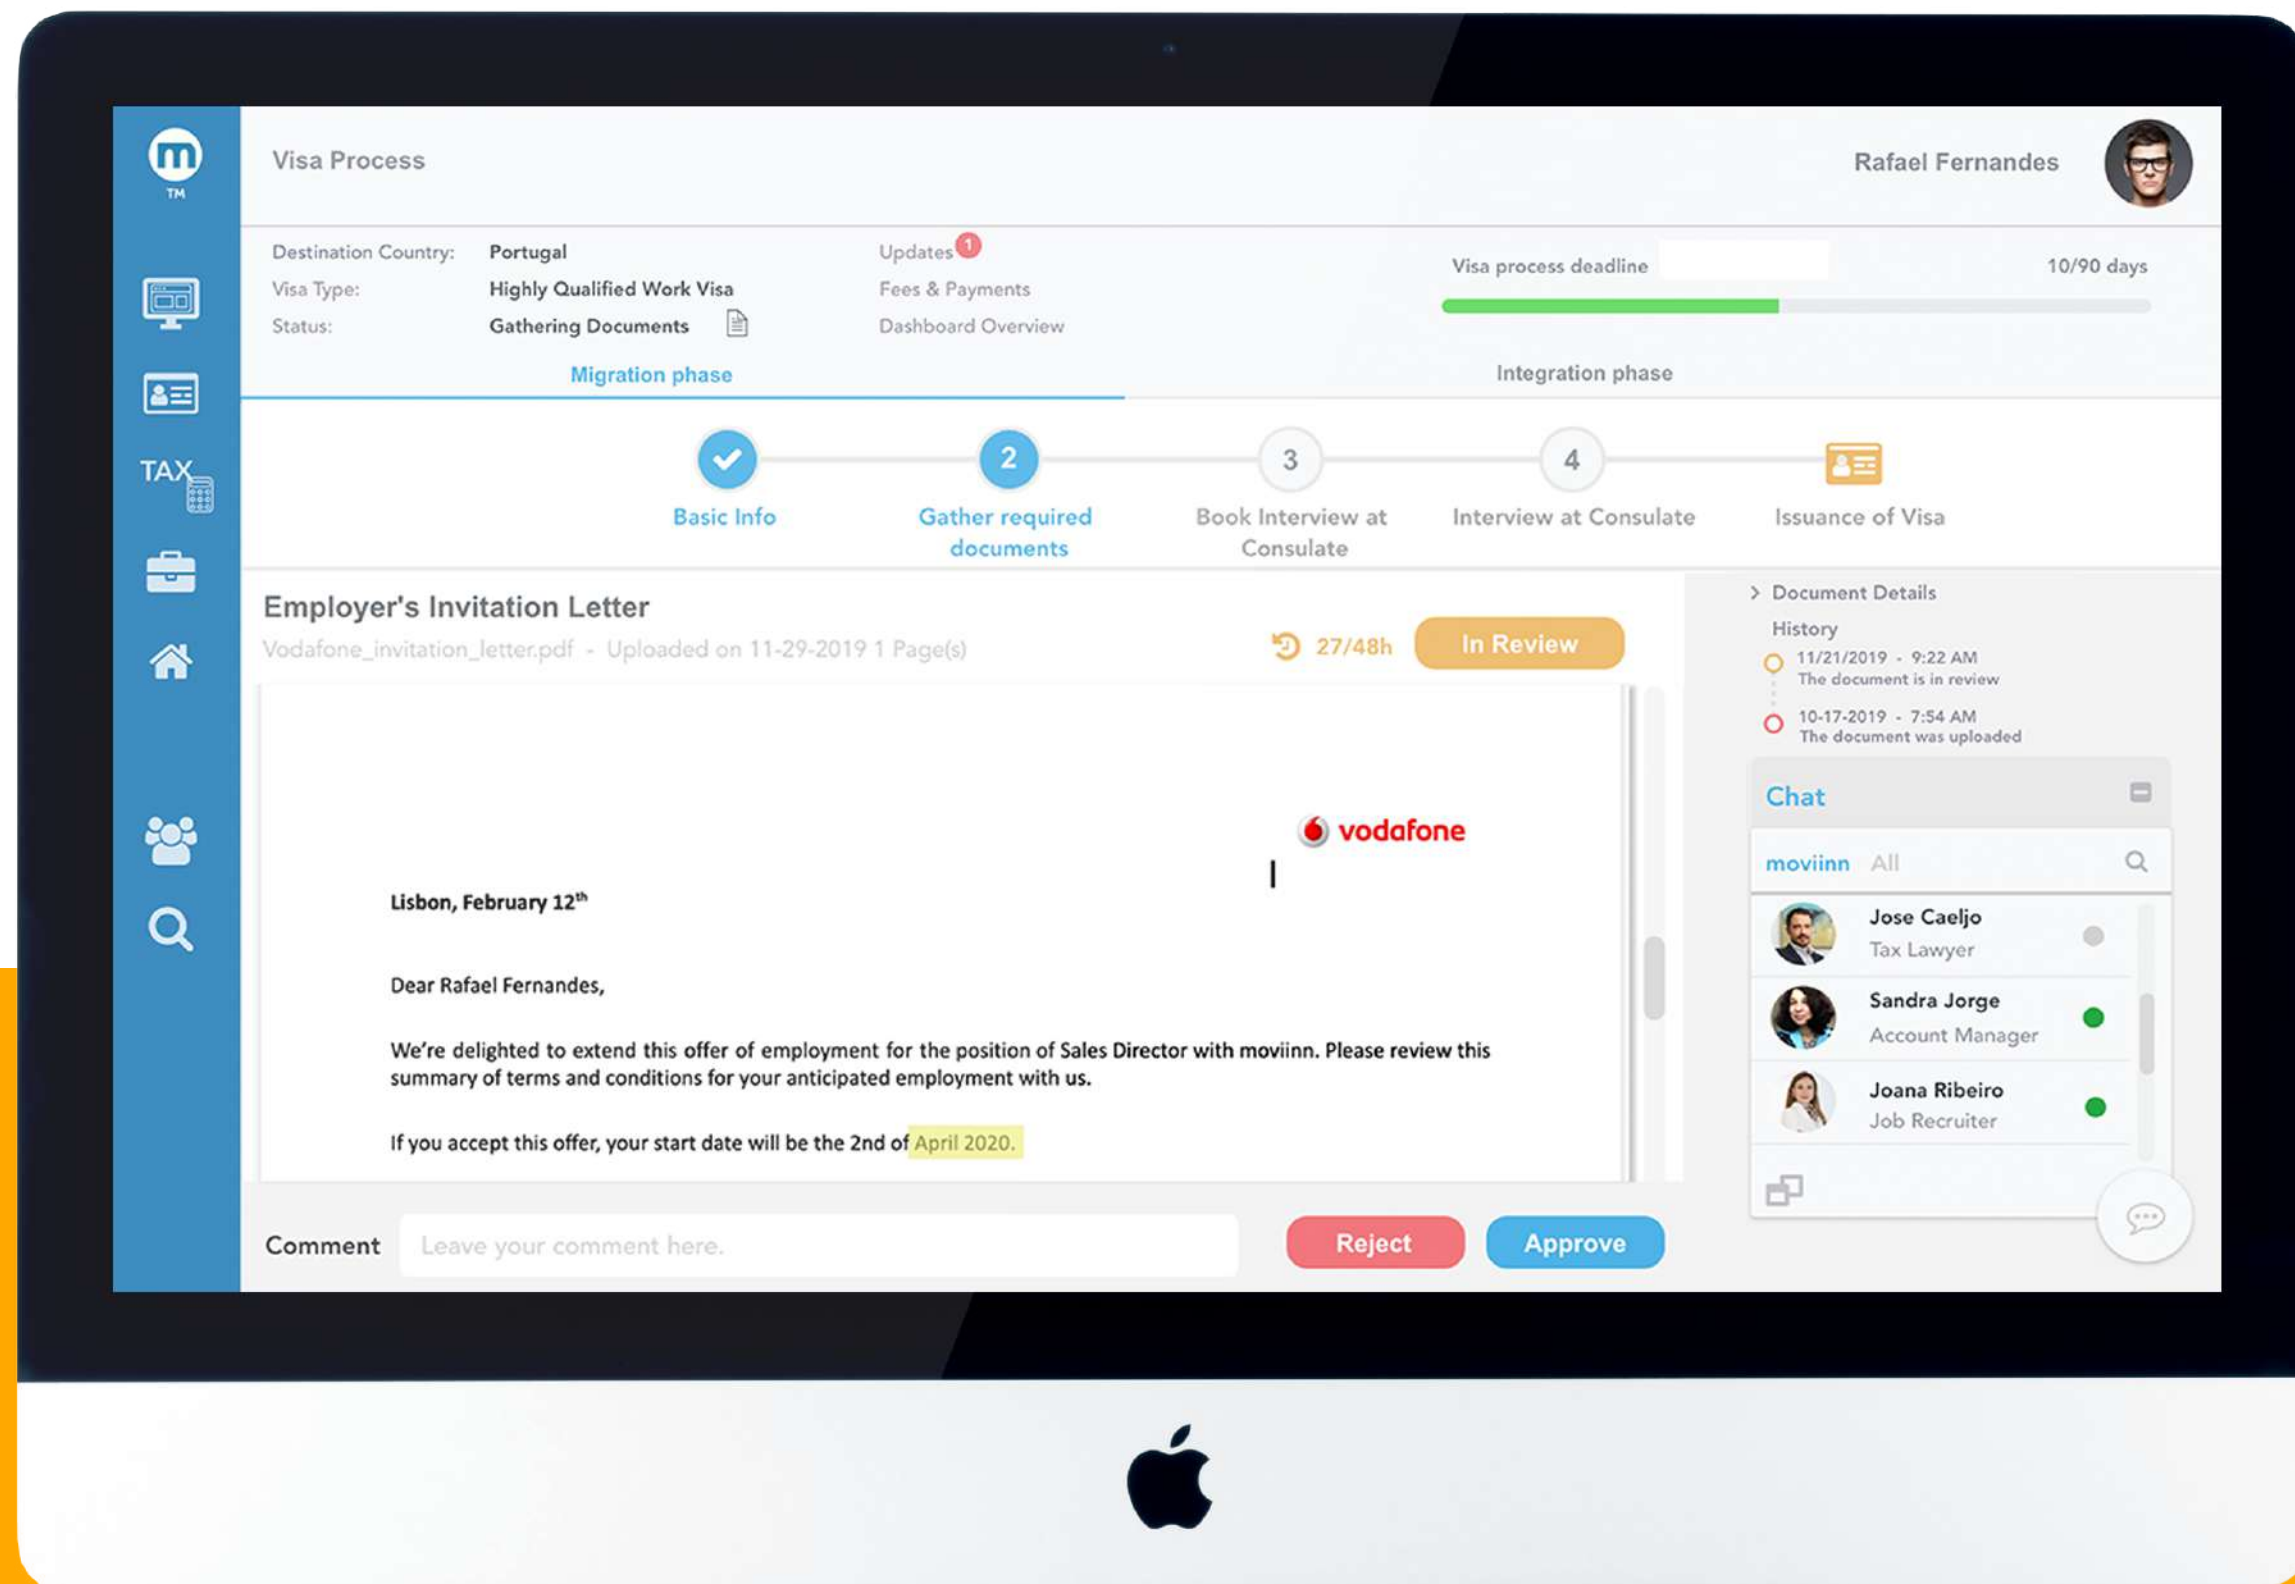 m
TM
Visa Process
Rafael Fernandes
Destination Country: Portugal
Visa Type: Highly Qualified Work Visa
Status: Gathering Documents
Updates 1
Fees & Payments
Dashboard Overview
Visa process deadline 10/90 days
Migration phase
Integration phase
TAX
2
3
4
Basic Info
Gather required
documents
Book Interview at
Consulate
Interview at Consulate
Issuance of Visa
Employer's Invitation Letter
Vodafone_invitation_letter.pdf - Uploaded on 11-29-2019 1 Page(s)
27/48h
In Review
vodafone
Lisbon, February 12th
Dear Rafael Fernandes,
We're delighted to extend this offer of employment for the position of Sales Director with moviinn. Please review this
summary of terms and conditions for your anticipated employment with us.
If you accept this offer, your start date will be the 2nd of April 2020.
Comment
Leave your comment here.
Reject
Approve
> Document Details
History
11/21/2019 - 9:22 AM
The document is in review
10-17-2019 - 7:54 AM
The document was uploaded
Chat
moviinn All
Jose Caeljo
Tax Lawyer
Sandra Jorge
Account Manager
Joana Ribeiro
Job Recruiter